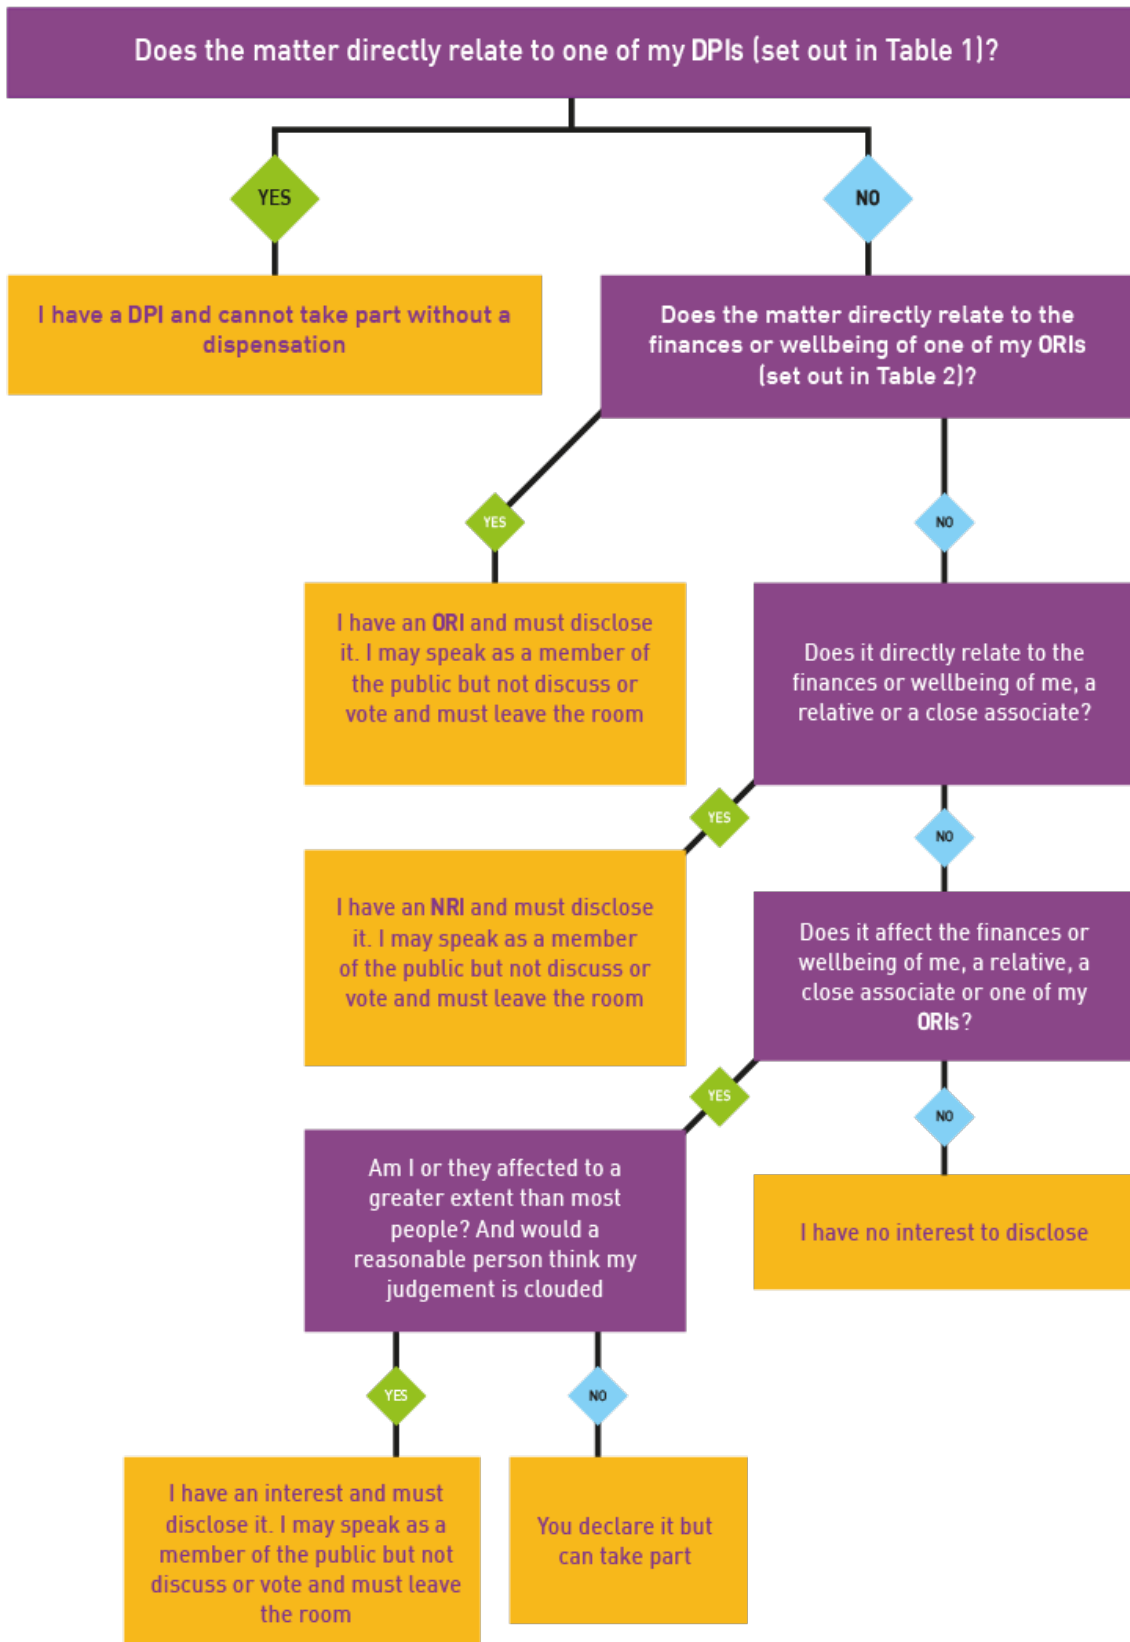 Does the matter directly relate to one of my DPIs (set out in Table 1)?
YES
NO
I have a DPI and cannot take part without a
dispensation
Does the matter directly relate to the
finances or wellbeing of one of my ORIs
(set out in Table 2)?
YES
NO
I have an ORI and must disclose
it. I may speak as a member of
the public but not discuss or
vote and must leave the room
Does it directly relate to the
finances or wellbeing of me, a
relative or a close associate?
YES
NO
I have an NRI and must disclose
it. I may speak as a member
of the public but not discuss or
vote and must leave the room
Does it affect the finances or
wellbeing of me, a relative, a
close associate or one of my
ORIs?
YES
NO
Am I or they affected to a
greater extent than most
people? And would a
reasonable person think my
judgement is clouded
I have no interest to disclose
YES
NO
I have an interest and must
disclose it. I may speak as a
member of the public but not
discuss or vote and must leave
the room
You declare it but
can take part